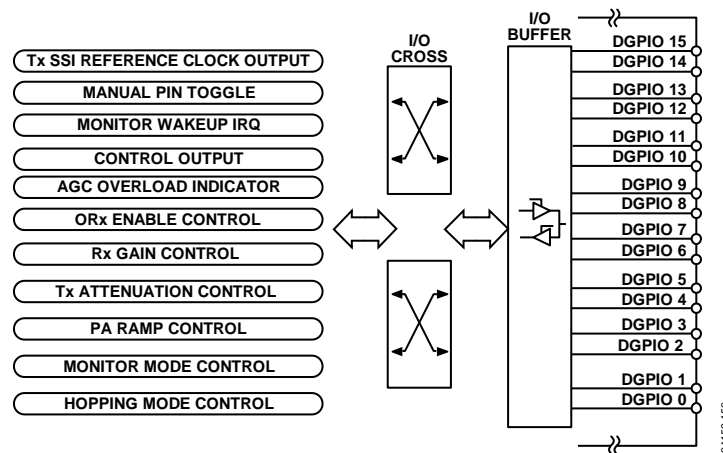 Tx SSI REFERENCE CLOCK OUTPUT
MANUAL PIN TOGGLE
MONITOR WAKEUP IRQ
CONTROL OUTPUT
AGC OVERLOAD INDICATOR
ORx ENABLE CONTROL
Rx GAIN CONTROL
Tx ATTENUATION CONTROL
PA RAMP CONTROL
MONITOR MODE CONTROL
HOPPING MODE CONTROL
I/O
CROSS
I/O
BUFFER
DGPIO 15
DGPIO 14
DGPIO 13
DGPIO 12
DGPIO 11
DGPIO 10
DGPIO 9
DGPIO 8
DGPIO 7
DGPIO 6
DGPIO 5
DGPIO 4
DGPIO 3
DGPIO 2
DGPIO 1
DGPIO 0